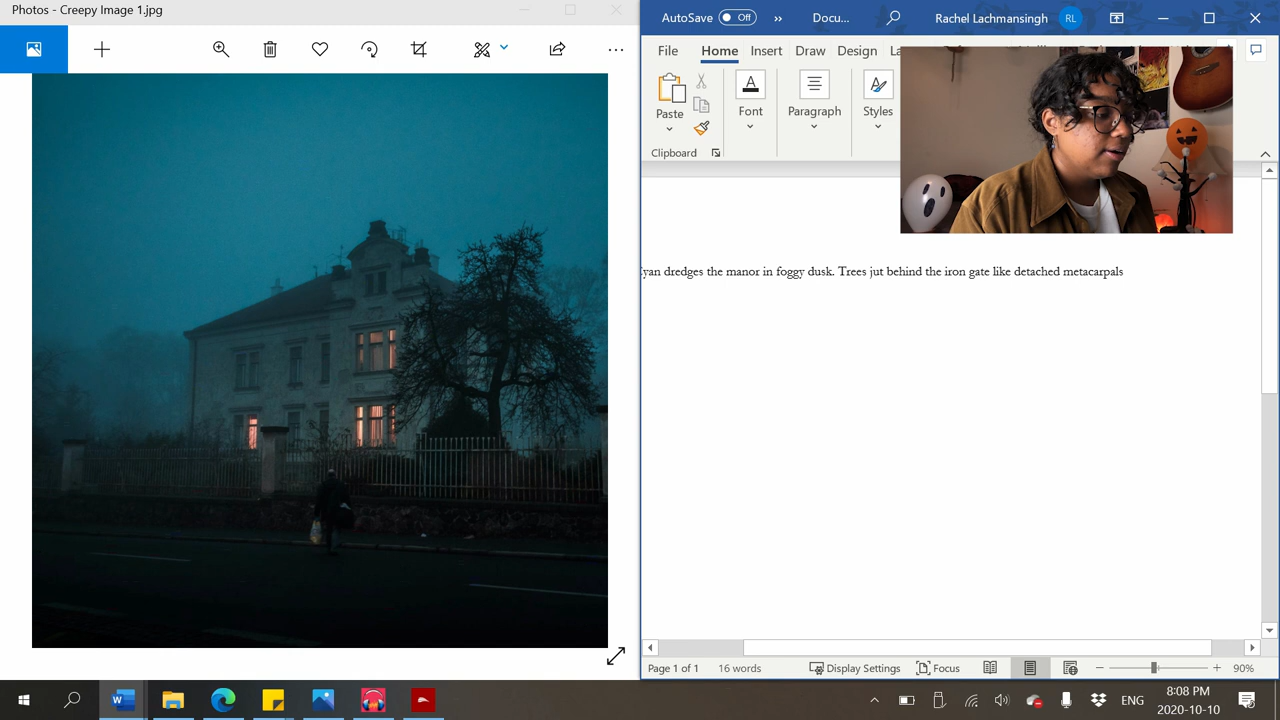 Photos - Creepy Image 1.jpg
AutoSave Off Docu... Rachel Lachmansingh RL
File Home Insert Draw Design
Paste Font Paragraph Styles
Clipboard
yan dredges the manor in foggy dusk. Trees jut behind the iron gate like detached metacarpals
Page 1 of 1 16 words Display Settings Focus 90%
ENG 8:08 PM
2020-10-10